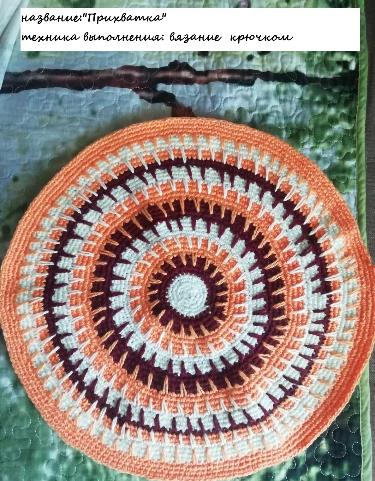 название:"Прихватка"
техника выполнения: вязание крючком